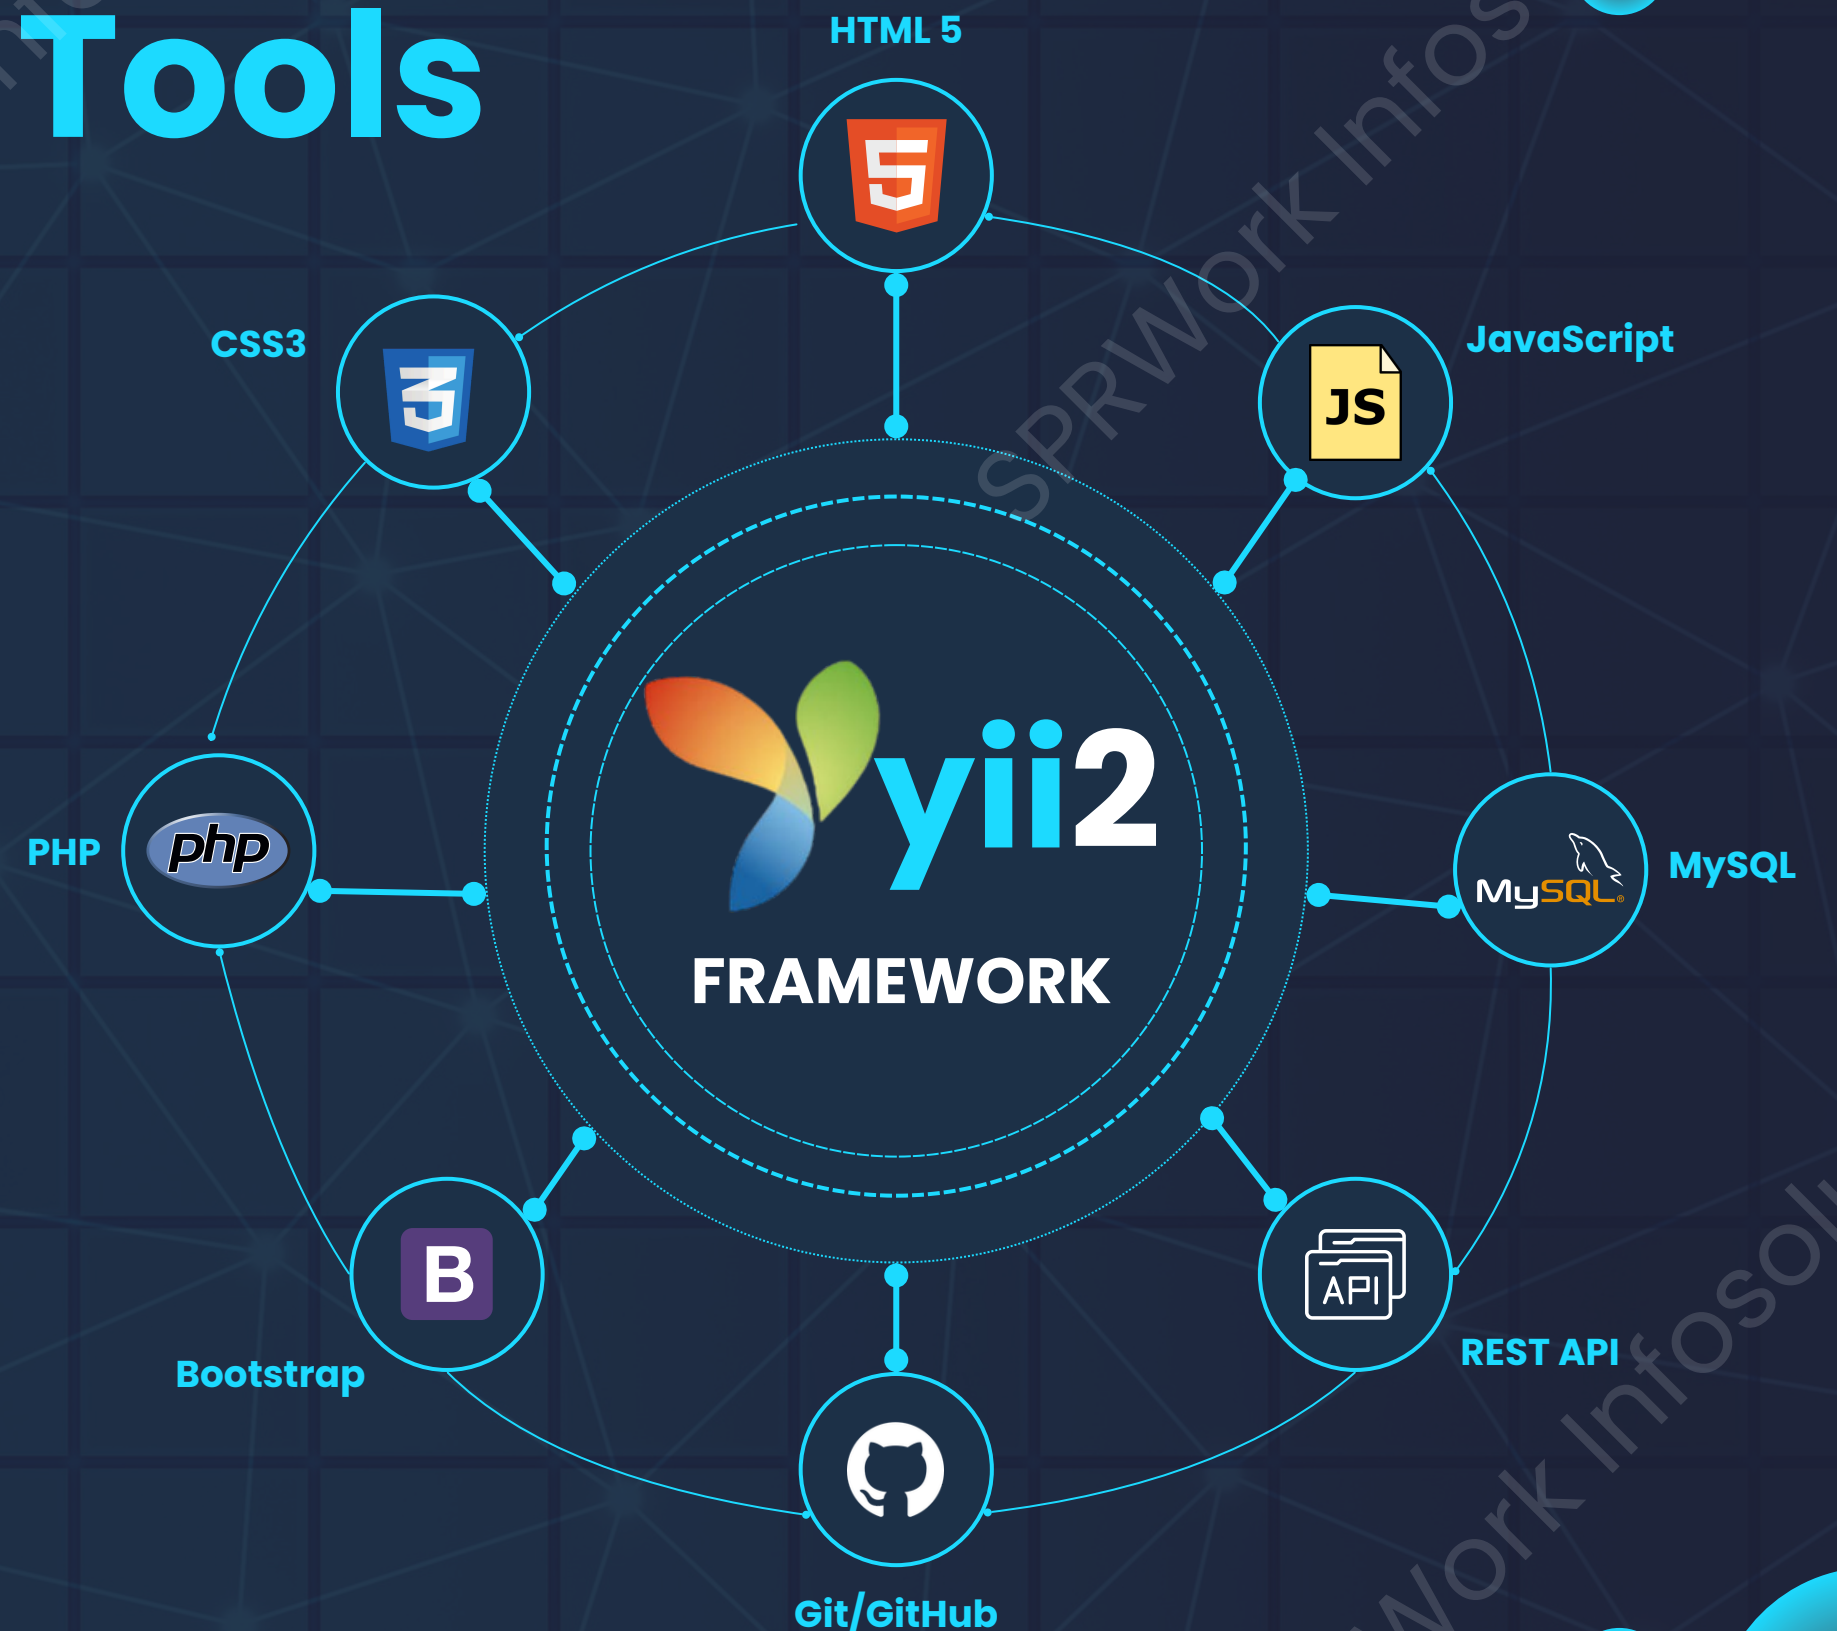 Tools
HTML 5
CSS3
JavaScript
JS
yii2
FRAMEWORK
PHP
php
MySQL®
MySQL
B
Bootstrap
API
REST API
Git/GitHub
SPRWork Infos
Work Infosolu